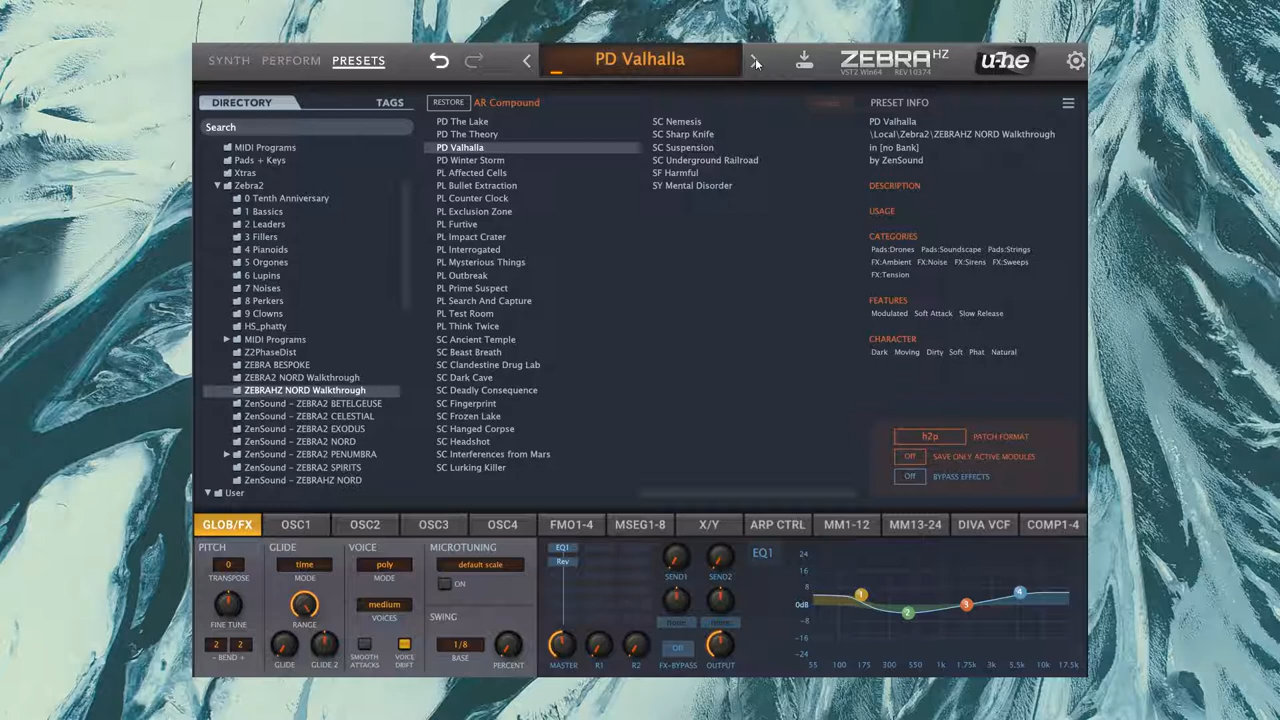 SYNTH PERFORM PRESETS
PD Valhalla
ZEBRA HZ
VST2 Win64 REV10374
u-he
DIRECTORY
TAGS
Search
MIDI Programs
Pads + Keys
Xtras
Zebra2
0 Tenth Anniversary
1 Bassics
2 Leaders
3 Fillers
4 Pianoids
5 Orgones
6 Lupins
7 Noises
8 Perkers
9 Clowns
HS_phatty
MIDI Programs
Z2PhaseDist
ZEBRA BESPOKE
ZEBRA2 NORD Walkthrough
ZEBRAHZ NORD Walkthrough
ZenSound - ZEBRA2 BETELGEUSE
ZenSound - ZEBRA2 CELESTIAL
ZenSound - ZEBRA2 EXODUS
ZenSound - ZEBRA2 NORD
ZenSound - ZEBRA2 PENUMBRA
ZenSound - ZEBRA2 SPIRITS
ZenSound - ZEBRAHZ NORD
User
RESTORE AR Compound
PD The Lake
PD The Theory
PD Valhalla
PD Winter Storm
PL Affected Cells
PL Bullet Extraction
PL Counter Clock
PL Exclusion Zone
PL Furtive
PL Impact Crater
PL Interrogated
PL Mysterious Things
PL Outbreak
PL Prime Suspect
PL Search And Capture
PL Test Room
PL Think Twice
SC Ancient Temple
SC Beast Breath
SC Clandestine Drug Lab
SC Dark Cave
SC Deadly Consequence
SC Fingerprint
SC Frozen Lake
SC Hanged Corpse
SC Headshot
SC Interferences from Mars
SC Lurking Killer
SC Nemesis
SC Sharp Knife
SC Suspension
SC Underground Railroad
SF Harmful
SY Mental Disorder
PRESET INFO
PD Valhalla
\Local\Zebra2\ZEBRAHZ NORD Walkthrough
in [no Bank]
by ZenSound
DESCRIPTION
USAGE
CATEGORIES
Pads:Drones Pads:Soundscape Pads:Strings
FX:Ambient FX:Noise FX:Sirens FX:Sweeps
FX:Tension
FEATURES
Modulated Soft Attack Slow Release
CHARACTER
Dark Moving Dirty Soft Phat Natural
h2p PATCH FORMAT
Off SAVE ONLY ACTIVE MODULES
Off BYPASS EFFECTS
GLOB/FX OSC1 OSC2 OSC3 OSC4 FMO1-4 MSEG1-8 X/Y ARP CTRL MM1-12 MM13-24 DIVA VCF COMP1-4
PITCH
0
TRANSPOSE
FINE TUNE
2 2
- BEND +
GLIDE
time
MODE
RANGE
GLIDE GLIDE 2
VOICE
poly
MODE
medium
VOICES
SMOOTH ATTACKS
VOICE DRIFT
MICROTUNING
default scale
ON
SWING
1/8
BASE PERCENT
EQ1
Rev
MASTER R1 R2
SEND1 SEND2
none
Off
FX-BYPASS OUTPUT
EQ1
24
16
8
0dB
-8
-16
-24
1 2 3 4
55 100 175 330 550 1k 1.75k 3k 5.5k 10k 17.5k